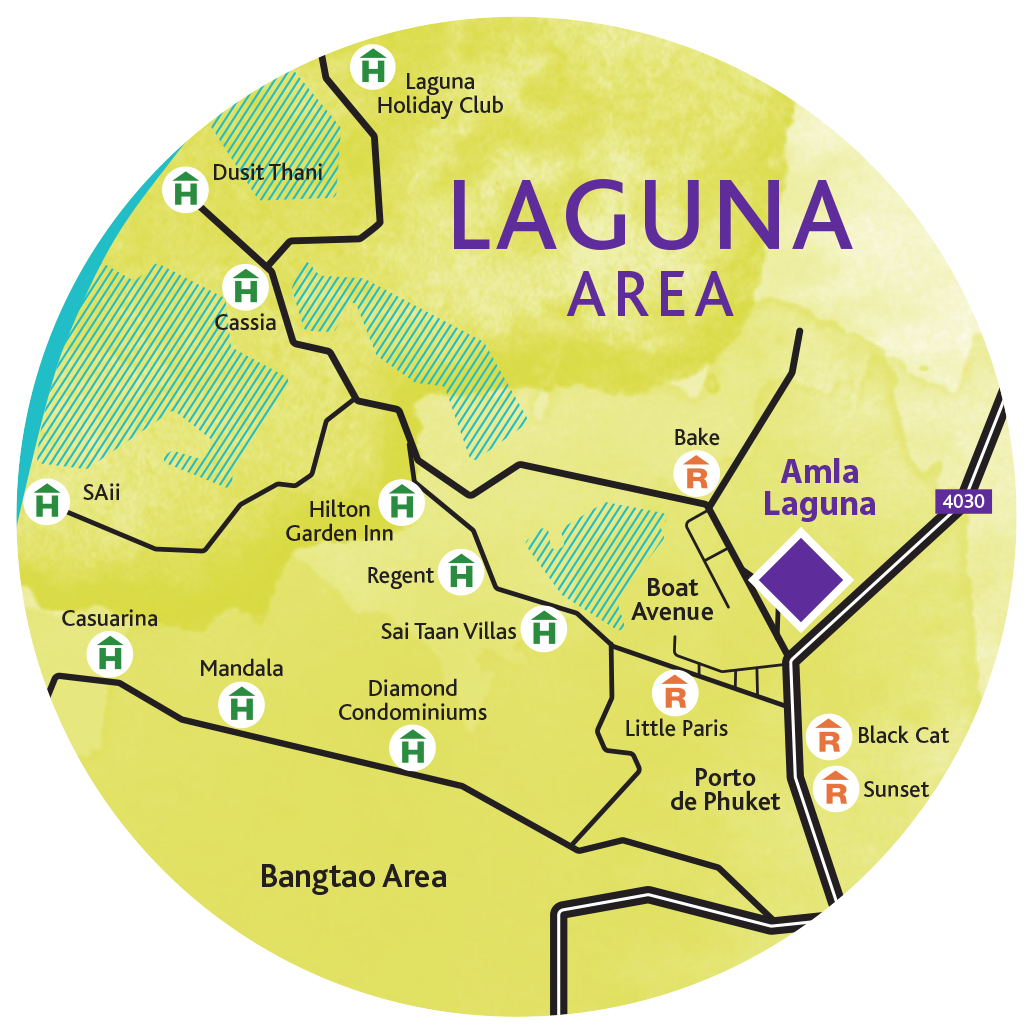 H
Laguna
Holiday Club
H
Dusit Thani
LAGUNA
AREA
H
Cassia
Bake
R
Amla
Laguna
4030
H
SAii
H
Hilton
Garden Inn
Regent
H
Boat
Avenue
Casuarina
H
Sai Taan Villas
H
Mandala
H
Diamond
Condominiums
H
R
Little Paris
R
Black Cat
R
Sunset
Porto
de Phuket
Bangtao Area